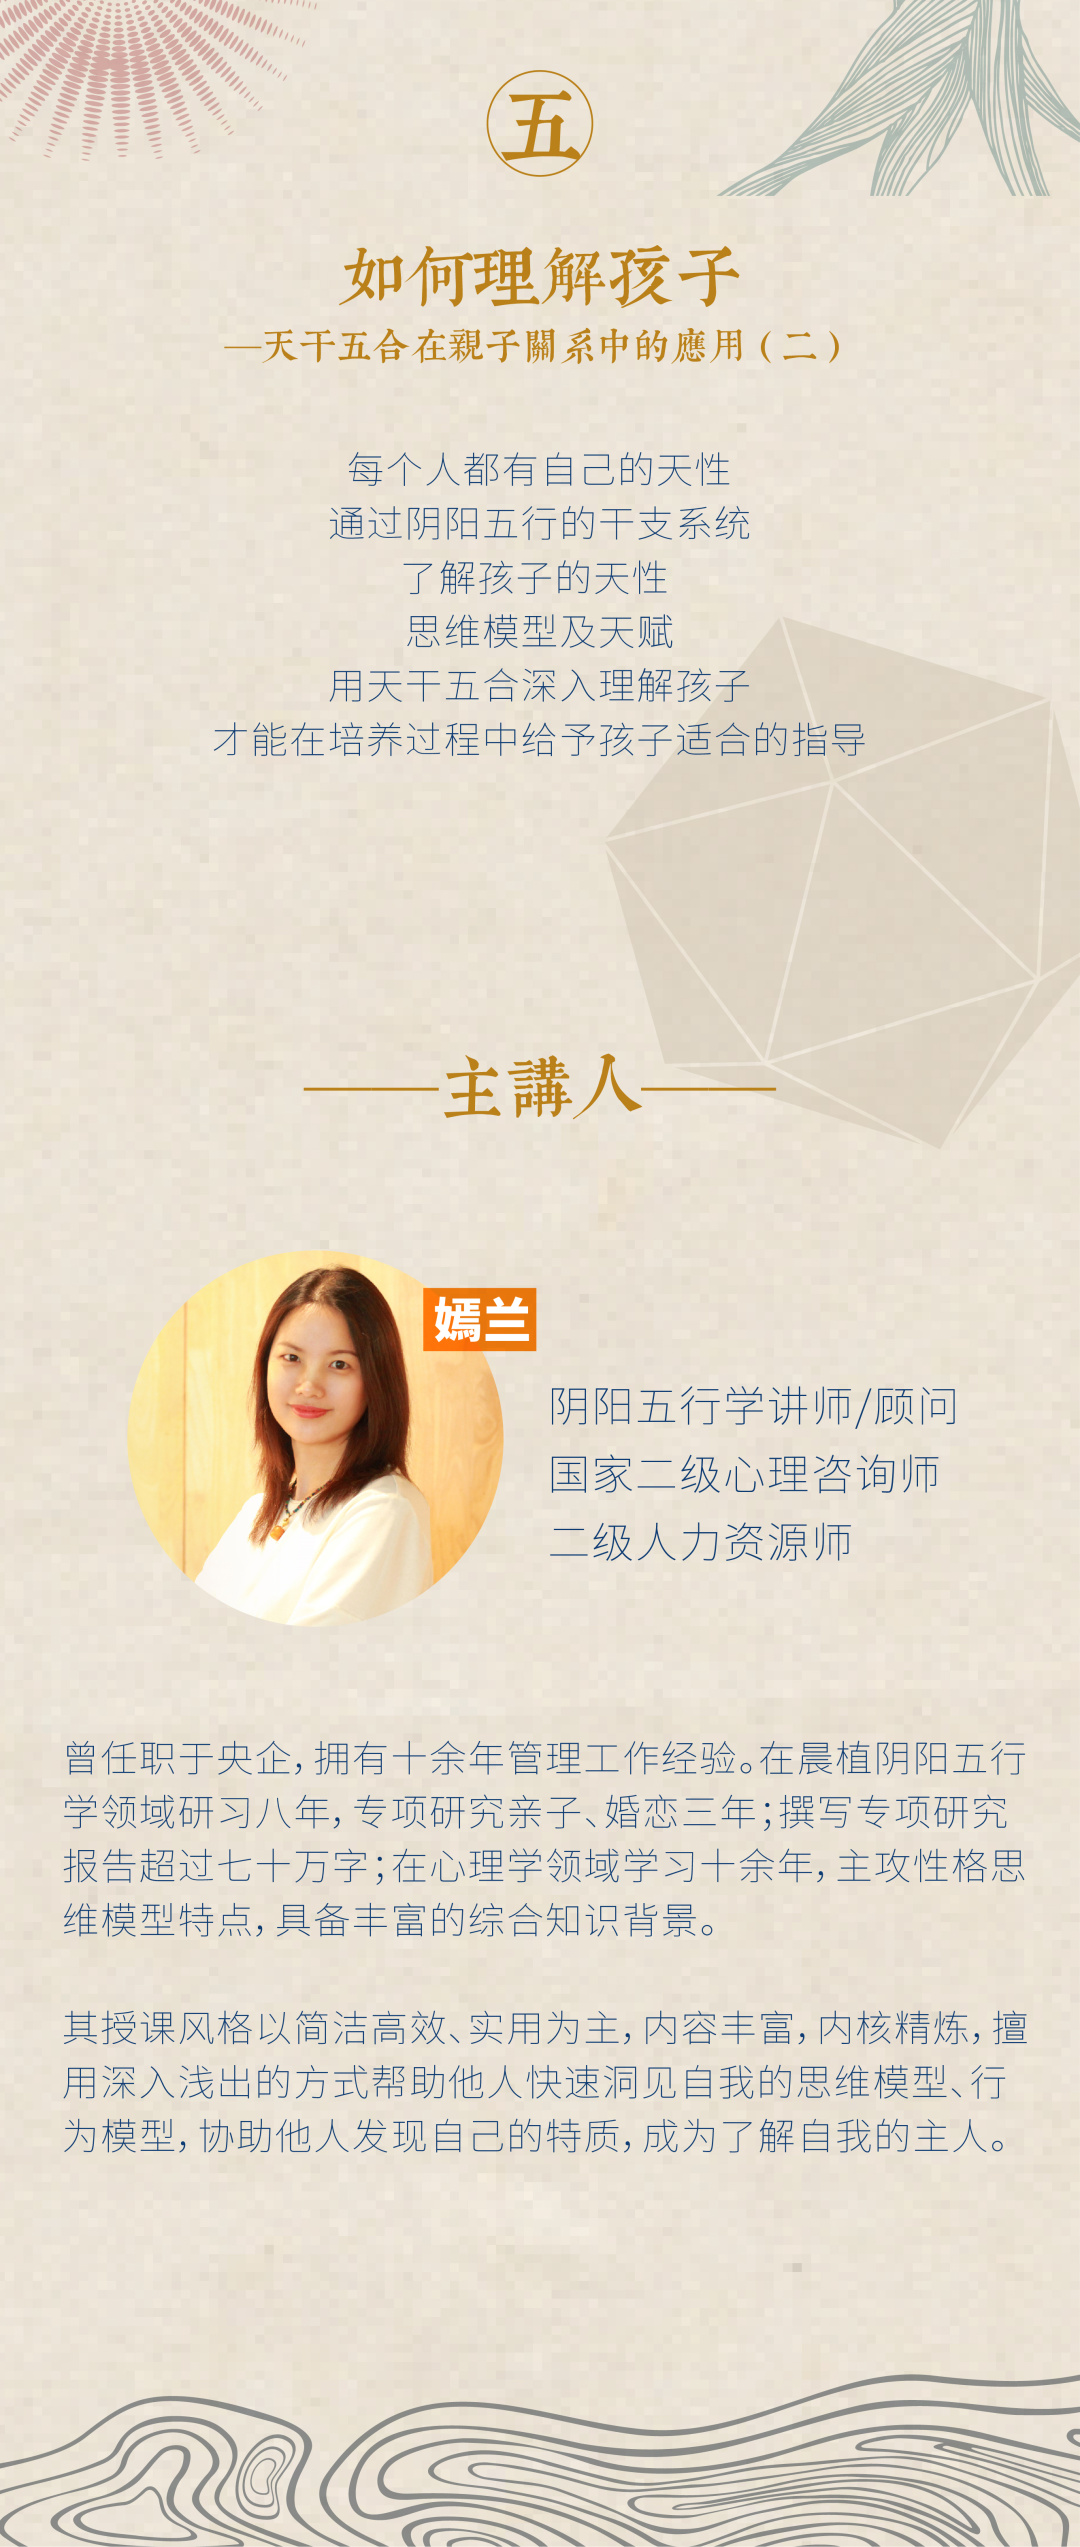 五
如何理解孩子
—天干五合在親子關系中的應用（二）
每个人都有自己的天性
通过阴阳五行的干支系统
了解孩子的天性
思维模型及天赋
用天干五合深入理解孩子
才能在培养过程中给予孩子适合的指导
——主講人——
嫣兰
阴阳五行学讲师/顾问
国家二级心理咨询师
二级人力资源师
曾任职于央企，拥有十余年管理工作经验。在晨植阴阳五行
学领域研习八年，专项研究亲子、婚恋三年；撰写专项研究
报告超过七十万字；在心理学领域学习十余年，主攻性格思
维模型特点，具备丰富的综合知识背景。
其授课风格以简洁高效、实用为主，内容丰富，内核精炼，擅
用深入浅出的方式帮助他人快速洞见自我的思维模型、行
为模型，协助他人发现自己的特质，成为了解自我的主人。